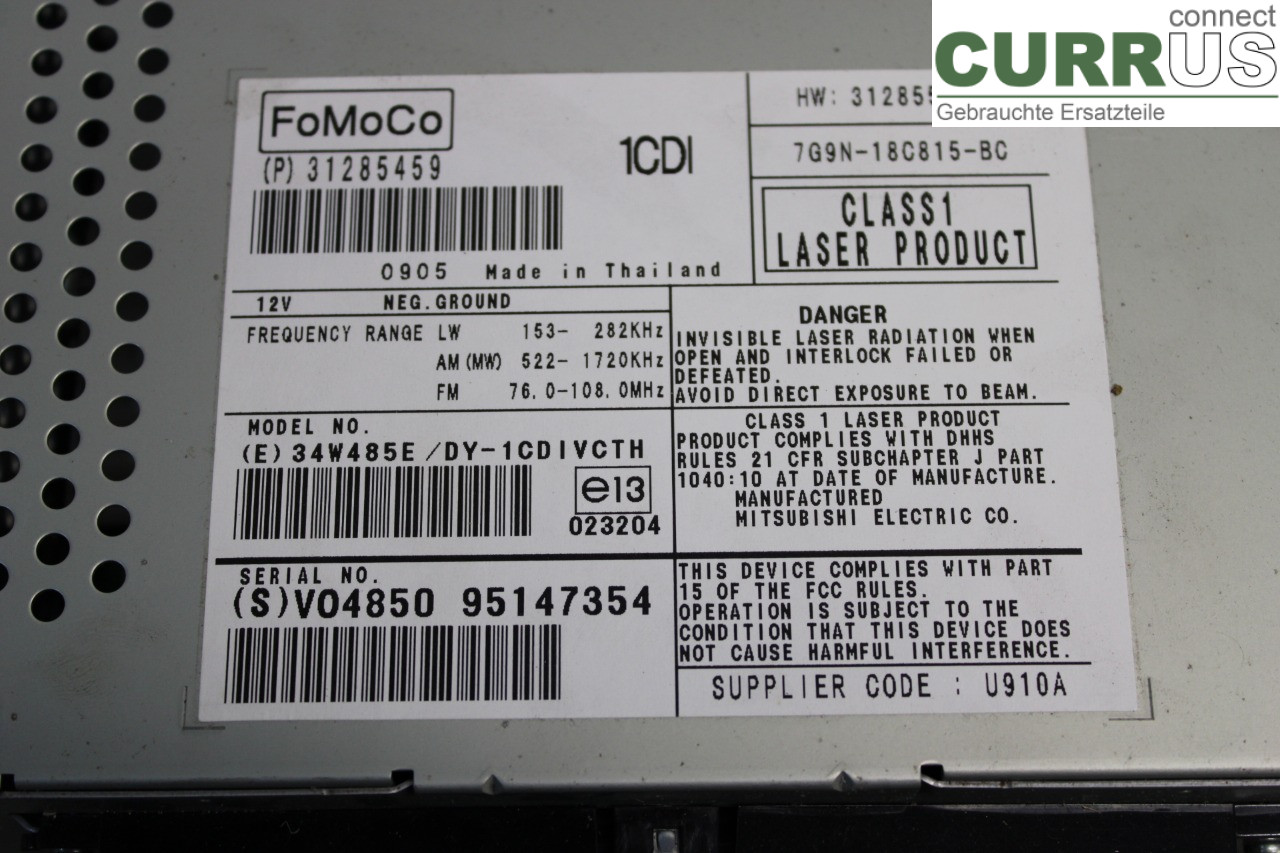 connect
CURRUS
Gebrauchte Ersatzteile
FoMoCo
(P) 31285459
1CDI
0905 Made in Thailand
HW:
7G9N-18C815-BC
CLASS1
LASER PRODUCT
12V NEG.GROUND
FREQUENCY RANGE LW 153- 282KHz
AM(MW) 522- 1720KHz
FM 76.0-108.0MHz
DANGER
INVISIBLE LASER RADIATION WHEN
OPEN AND INTERLOCK FAILED OR
DEFEATED.
AVOID DIRECT EXPOSURE TO BEAM.
MODEL NO.
(E) 34W485E /DY-1CDIVCTH
e13
023204
CLASS 1 LASER PRODUCT
PRODUCT COMPLIES WITH DHHS
RULES 21 CFR SUBCHAPTER J PART
1040:10 AT DATE OF MANUFACTURE.
MANUFACTURED
MITSUBISHI ELECTRIC CO.
SERIAL NO.
(S)VO4850 95147354
THIS DEVICE COMPLIES WITH PART
15 OF THE FCC RULES.
OPERATION IS SUBJECT TO THE
CONDITION THAT THIS DEVICE DOES
NOT CAUSE HARMFUL INTERFERENCE.
SUPPLIER CODE : U910A